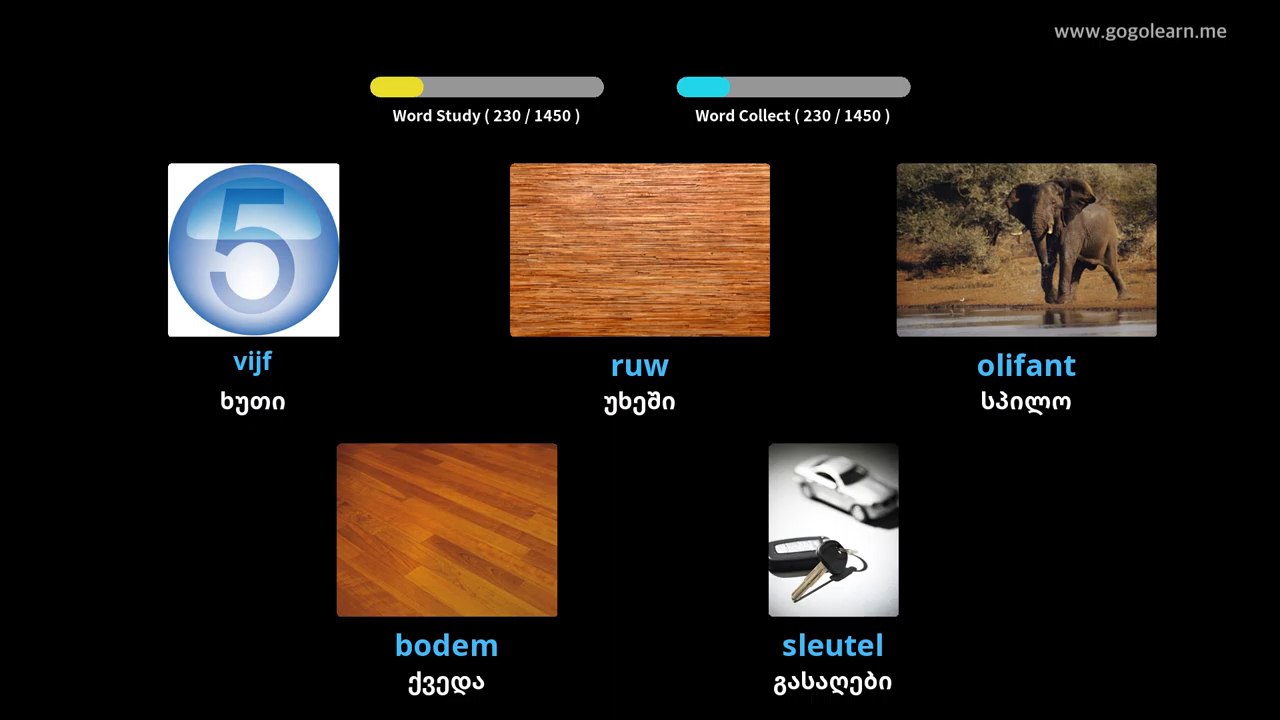 www.gogolearn.me
Word Study ( 230 / 1450 )
Word Collect ( 230 / 1450 )
5
vijf
ხუთი
ruw
უხეში
olifant
სპილო
bodem
ქვედა
sleutel
გასაღები